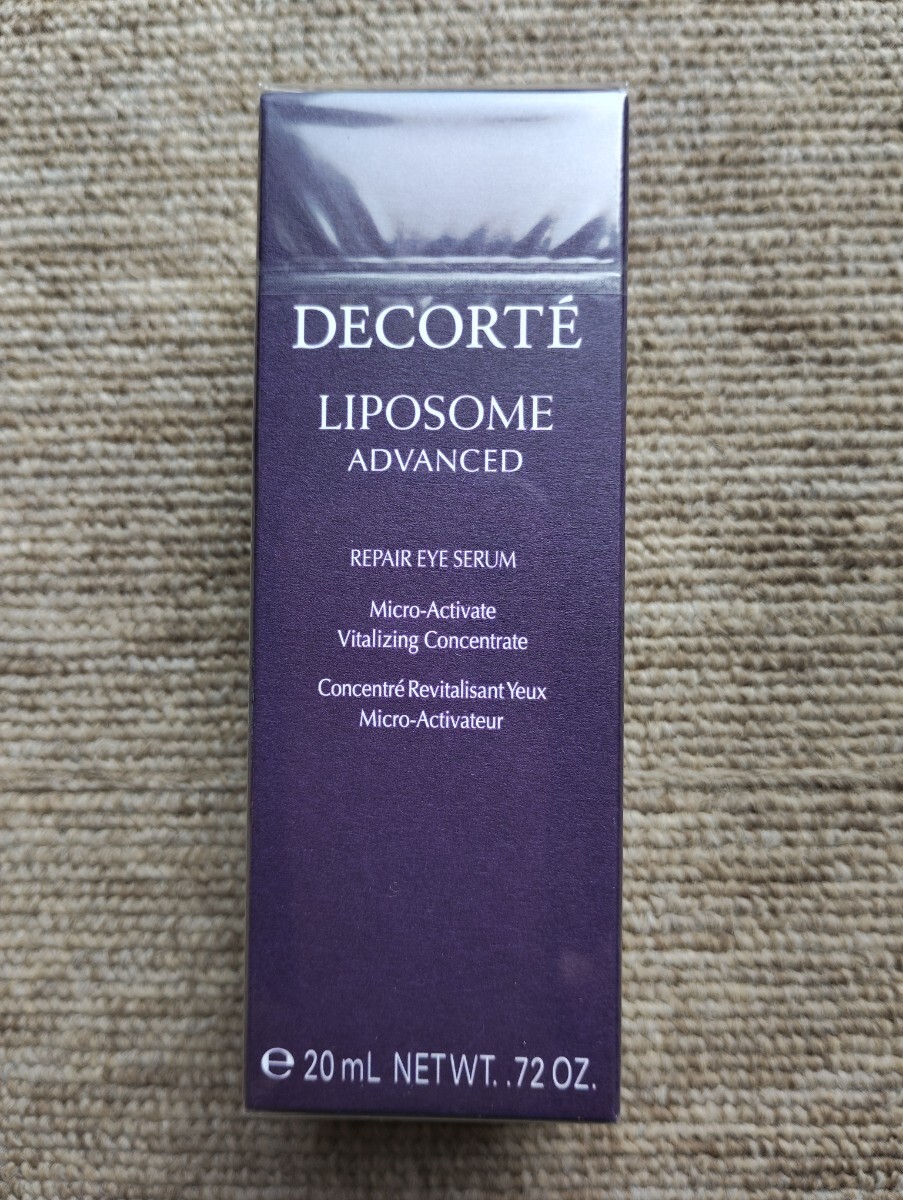 DECORTÉ
LIPOSOME
ADVANCED
REPAIR EYE SERUM
Micro-Activate
Vitalizing Concentrate
Concentré Revitalisant Yeux
Micro-Activateur
℮ 20 mL NET WT. .72 OZ.